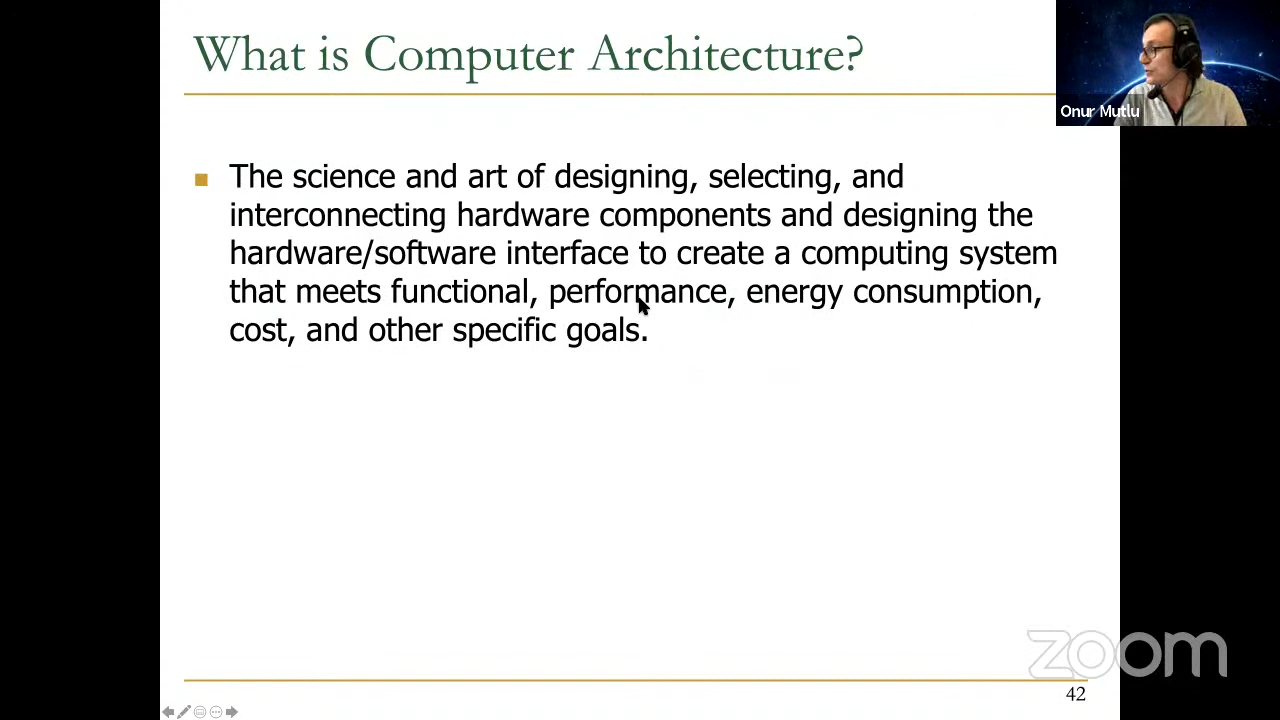 What is Computer Architecture?
Onur Mutlu
The science and art of designing, selecting, and
interconnecting hardware components and designing the
hardware/software interface to create a computing system
that meets functional, performance, energy consumption,
cost, and other specific goals.
zoom
42